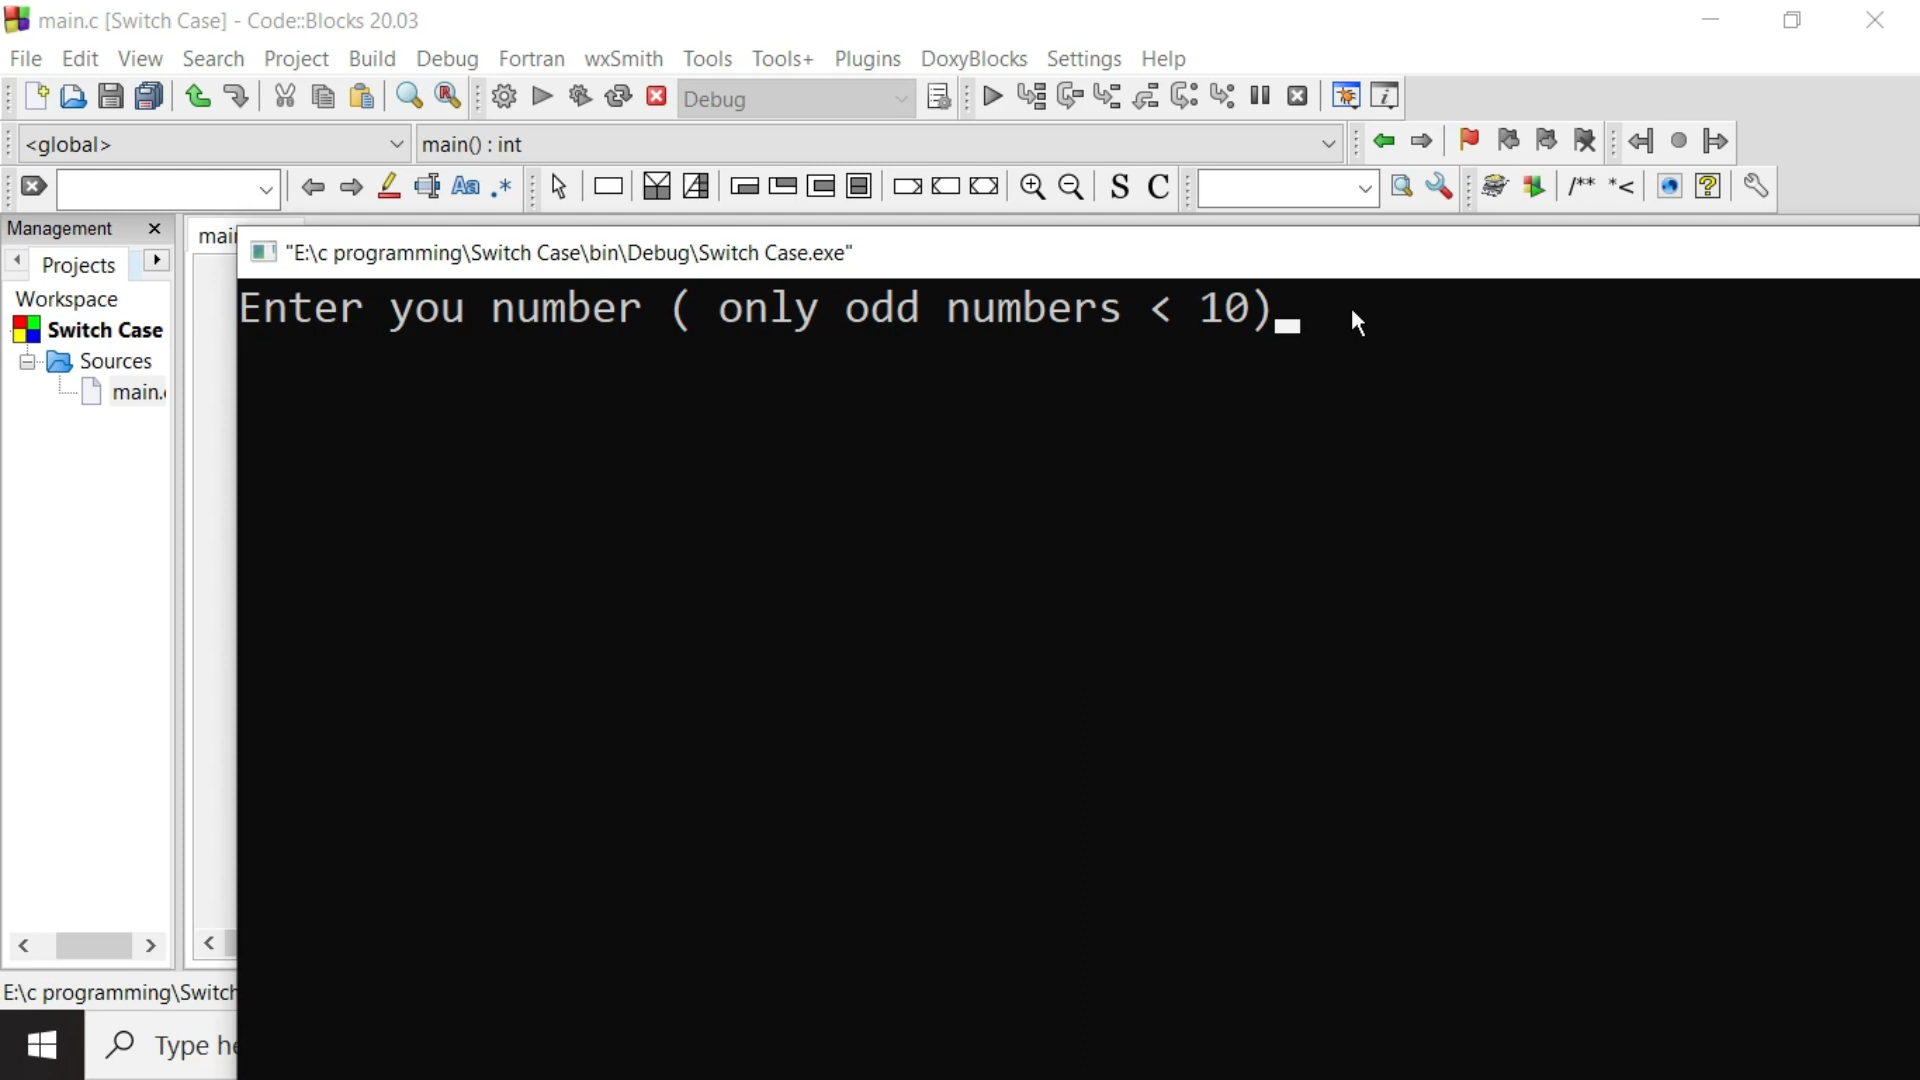 main.c [Switch Case] - Code::Blocks 20.03
File Edit View Search Project Build Debug Fortran wxSmith Tools Tools+ Plugins DoxyBlocks Settings Help
Debug
<global> main() : int
Aa .* S C /** *<
Management
Projects
Workspace
Switch Case
Sources
main.
"E:\c programming\Switch Case\bin\Debug\Switch Case.exe"
Enter you number ( only odd numbers < 10)
E:\c programming\Switch
Type he